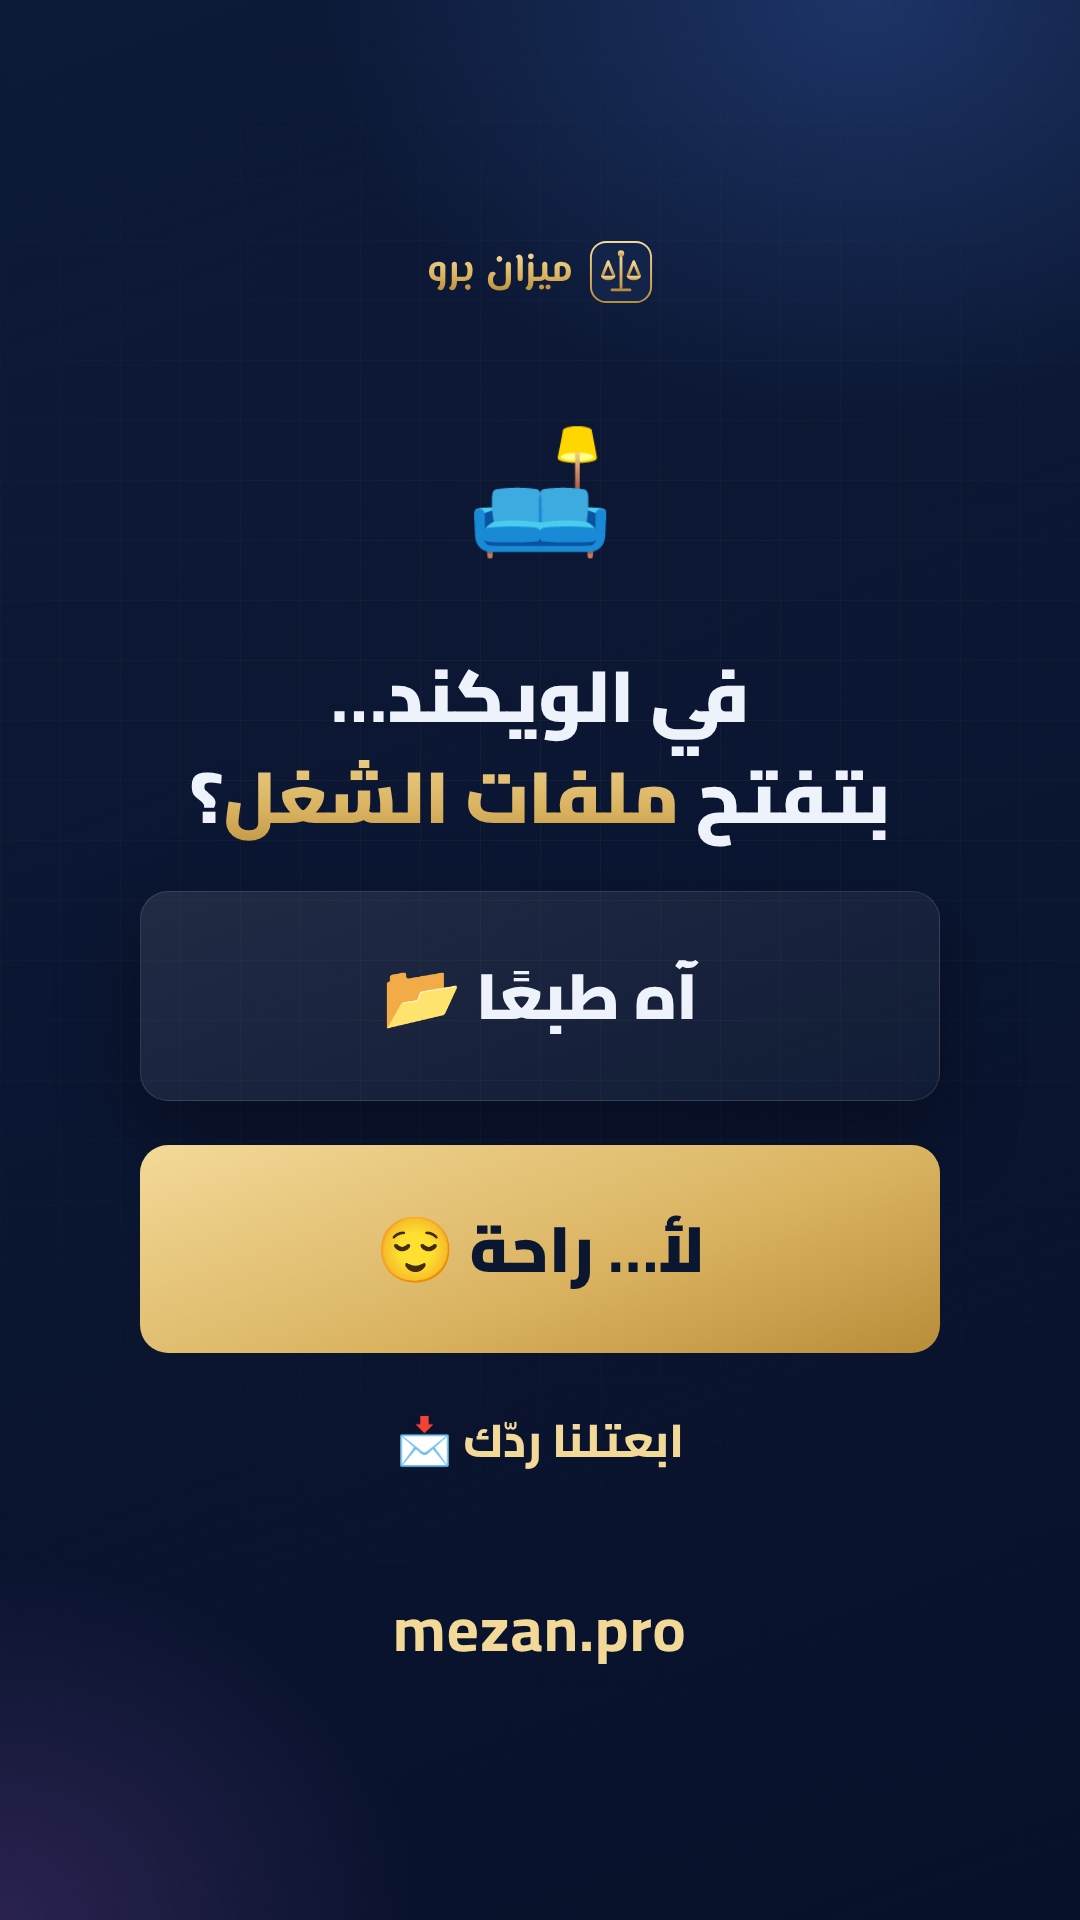 ميزان برو
في الويكند...
بتفتح ملفات الشغل؟
آه طبعًا 📂
لأ... راحة 😌
ابعتلنا ردّك 📩
mezan.pro